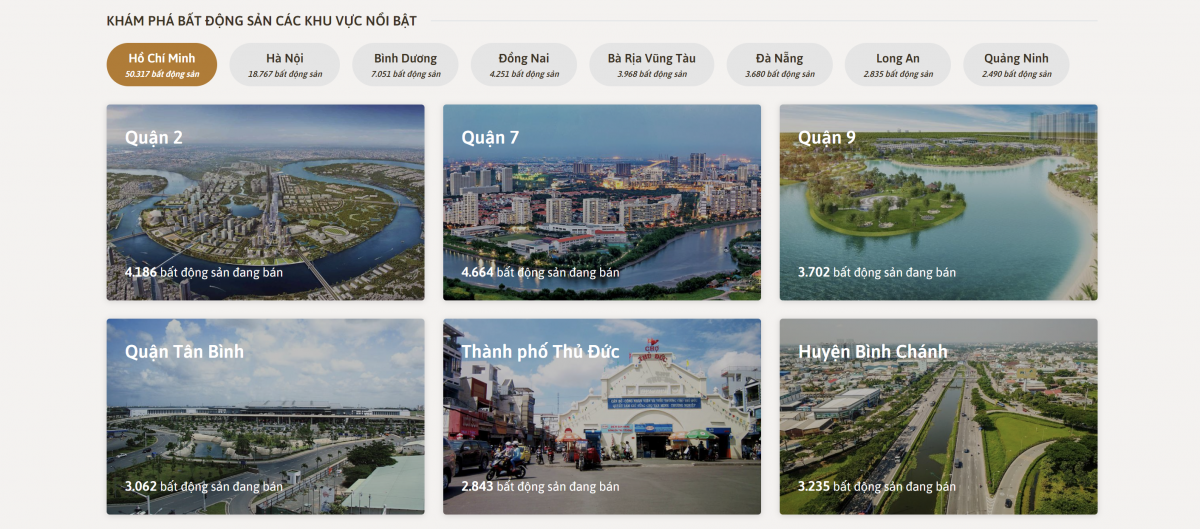 KHÁM PHÁ BẤT ĐỘNG SẢN CÁC KHU VỰC NỔI BẬT
Hồ Chí Minh
50.317 bất động sản
Hà Nội
18.767 bất động sản
Bình Dương
7.051 bất động sản
Đồng Nai
4.251 bất động sản
Bà Rịa Vũng Tàu
3.968 bất động sản
Đà Nẵng
3.680 bất động sản
Long An
2.835 bất động sản
Quảng Ninh
2.490 bất động sản
Quận 2
4.186 bất động sản đang bán
Quận 7
4.664 bất động sản đang bán
Quận 9
3.702 bất động sản đang bán
Quận Tân Bình
3.062 bất động sản đang bán
Thành phố Thủ Đức
CHỢ
THỦ ĐỨC
2.843 bất động sản đang bán
Huyện Bình Chánh
3.235 bất động sản đang bán